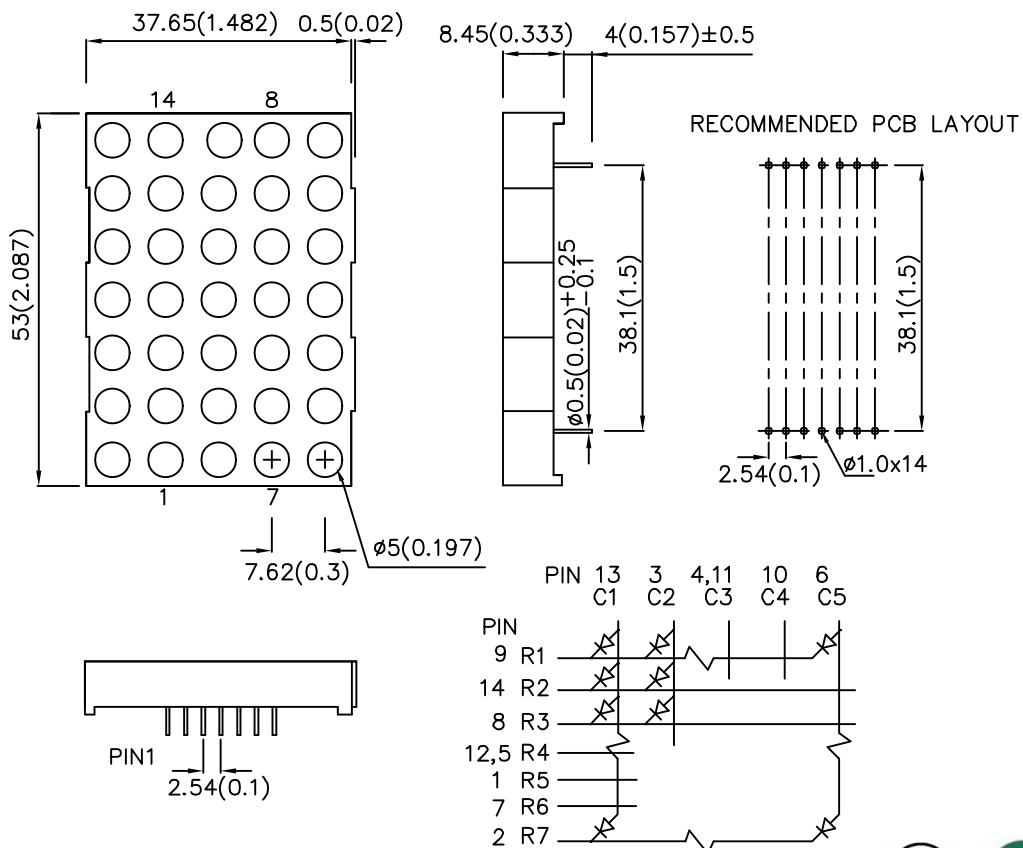 37.65(1.482) 0.5(0.02)
14 8
53(2.087)
1 7
7.62(0.3)
ø5(0.197)
8.45(0.333) 4(0.157)±0.5
ø0.5(0.02)+0.25 -0.1
38.1(1.5)
RECOMMENDED PCB LAYOUT
38.1(1.5)
2.54(0.1) ø1.0x14
PIN1
2.54(0.1)
PIN 13 3 4,11 10 6
C1 C2 C3 C4 C5
PIN
9 R1
14 R2
8 R3
12,5 R4
1 R5
7 R6
2 R7